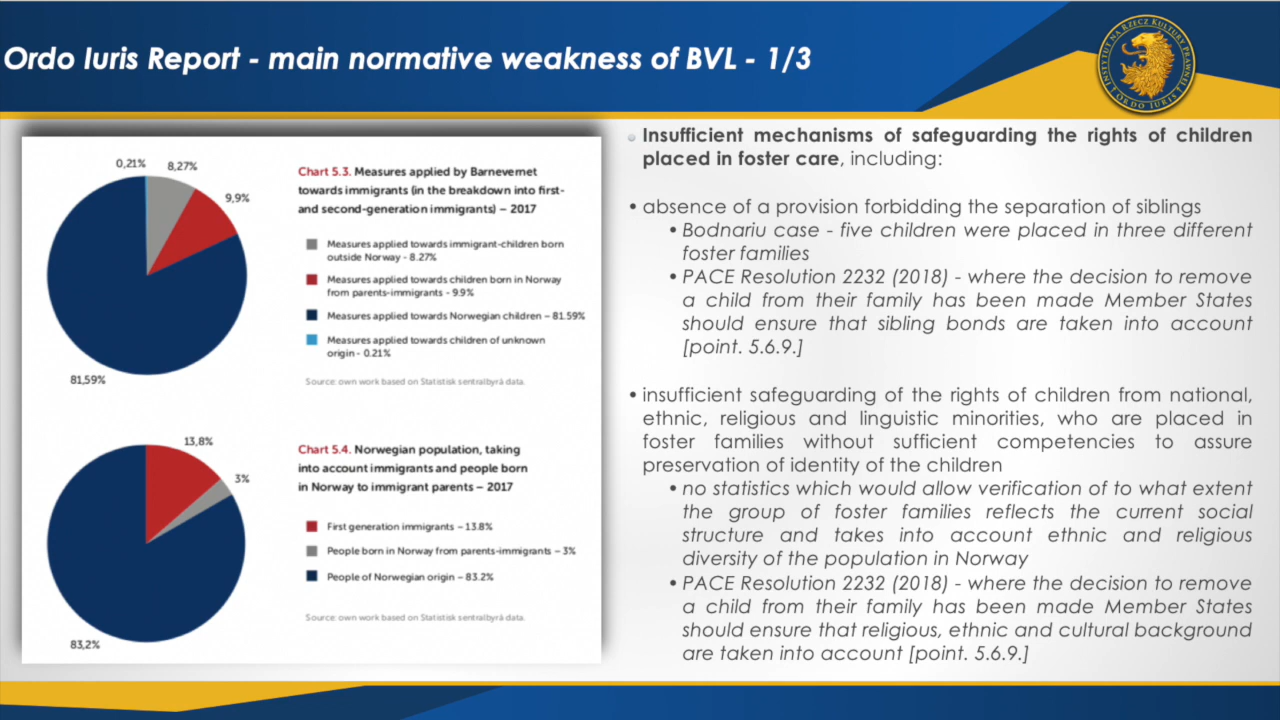 Ordo Iuris Report - main normative weakness of BVL - 1/3
INSTYTUT NA RZECZ KULTURY PRAWNEJ
ORDO IURIS
0,21%
8,27%
9,9%
81,59%
Chart 5.3. Measures applied by Barnevernet
towards immigrants (in the breakdown into first-
and second-generation immigrants) – 2017
Measures applied towards immigrant-children born
outside Norway - 8.27%
Measures applied towards children born in Norway
from parents-immigrants - 9.9%
Measures applied towards Norwegian children – 81.59%
Measures applied towards children of unknown
origin - 0.21%
Source: own work based on Statistisk sentralbyrå data.
13,8%
3%
83,2%
Chart 5.4. Norwegian population, taking
into account immigrants and people born
in Norway to immigrant parents – 2017
First generation immigrants – 13.8%
People born in Norway from parents-immigrants – 3%
People of Norwegian origin – 83.2%
Source: own work based on Statistisk sentralbyrå data.
Insufficient mechanisms of safeguarding the rights of children
placed in foster care, including:
• absence of a provision forbidding the separation of siblings
• Bodnariu case - five children were placed in three different
foster families
• PACE Resolution 2232 (2018) - where the decision to remove
a child from their family has been made Member States
should ensure that sibling bonds are taken into account
[point. 5.6.9.]
• insufficient safeguarding of the rights of children from national,
ethnic, religious and linguistic minorities, who are placed in
foster families without sufficient competencies to assure
preservation of identity of the children
• no statistics which would allow verification of to what extent
the group of foster families reflects the current social
structure and takes into account ethnic and religious
diversity of the population in Norway
• PACE Resolution 2232 (2018) - where the decision to remove
a child from their family has been made Member States
should ensure that religious, ethnic and cultural background
are taken into account [point. 5.6.9.]